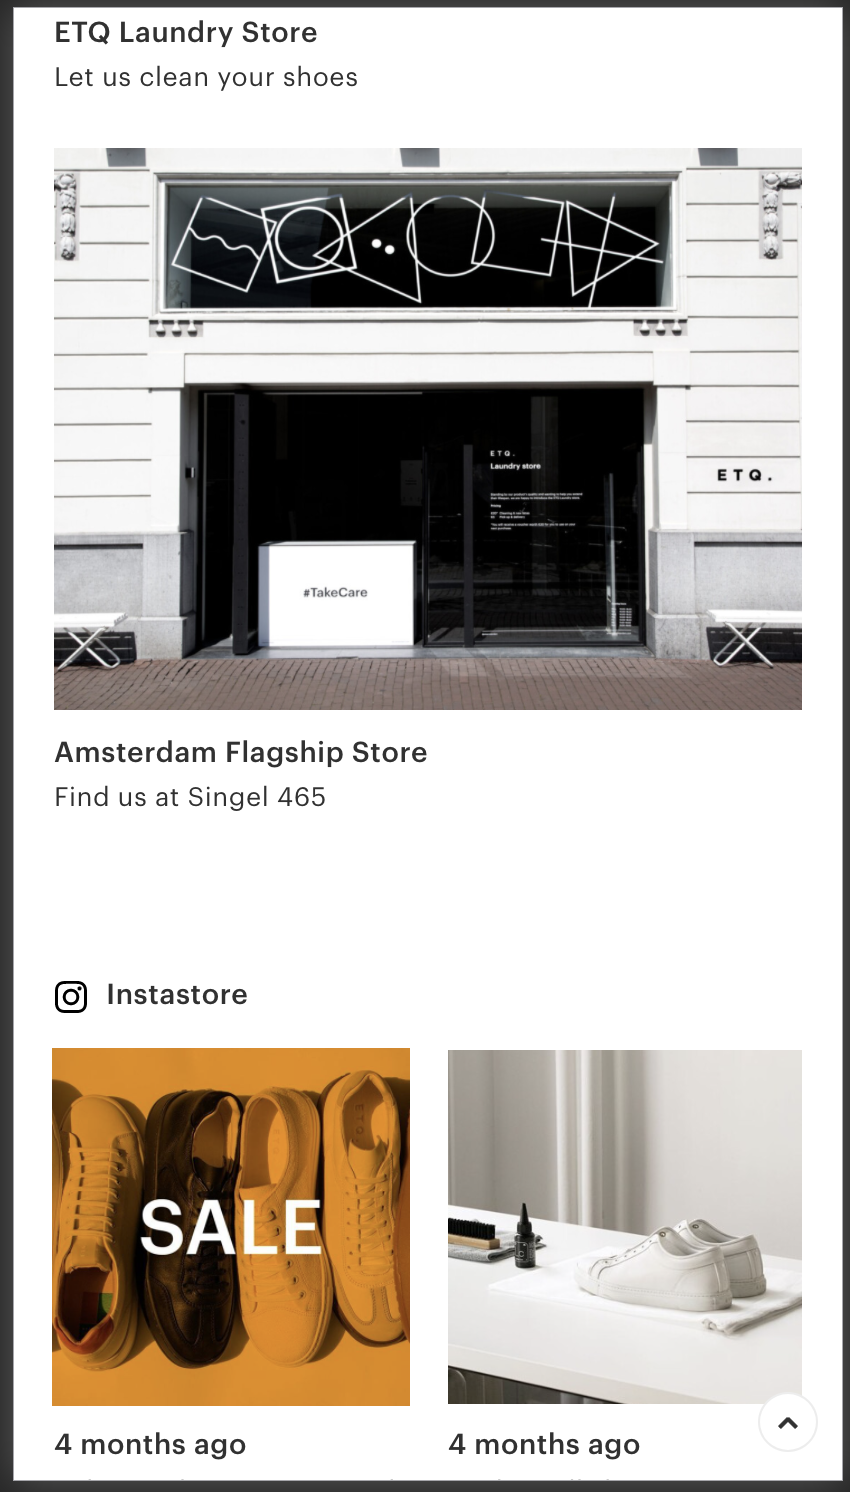 ETQ Laundry Store
Let us clean your shoes
ETQ.
Laundry store
ETQ.
#TakeCare
Amsterdam Flagship Store
Find us at Singel 465
Instastore
SALE
4 months ago
4 months ago